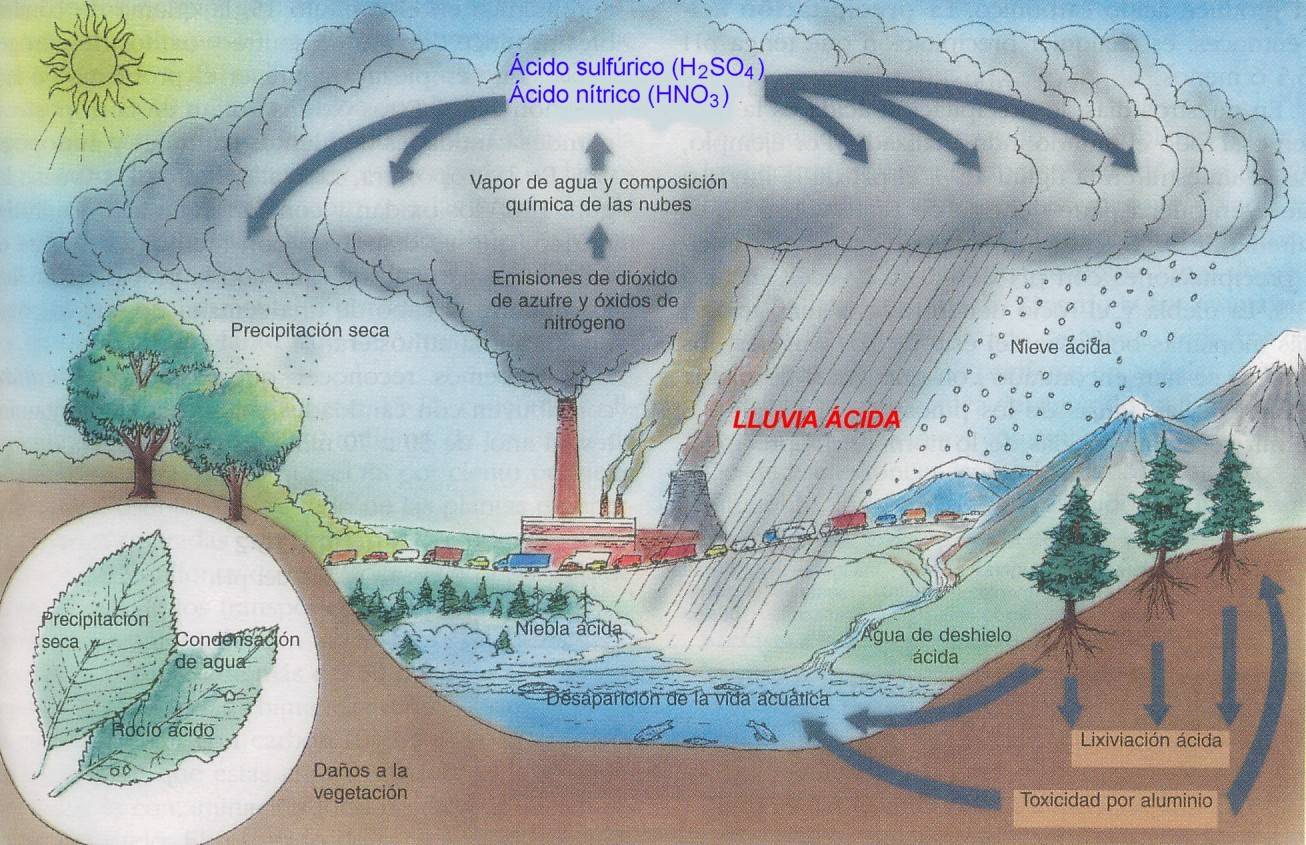 Ácido sulfúrico (H₂SO₄)
Ácido nítrico (HNO₃)
Vapor de agua y composición
química de las nubes
Emisiones de dióxido
de azufre y óxidos de
nitrógeno
Precipitación seca
Nieve ácida
LLUVIA ÁCIDA
Precipitación
seca
Condensación
de agua
Rocío ácido
Niebla ácida
Agua de deshielo
ácida
Desaparición de la vida acuática
Lixiviación ácida
Daños a la
vegetación
Toxicidad por aluminio